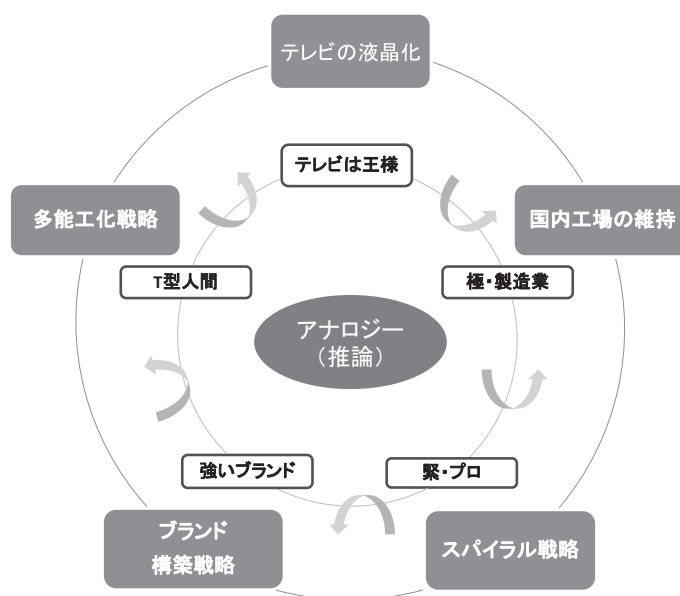 テレビの液晶化
テレビは王様
多能工化戦略
国内工場の維持
T型人間
極・製造業
アナロジー
（推論）
強いブランド
緊・プロ
ブランド
構築戦略
スパイラル戦略